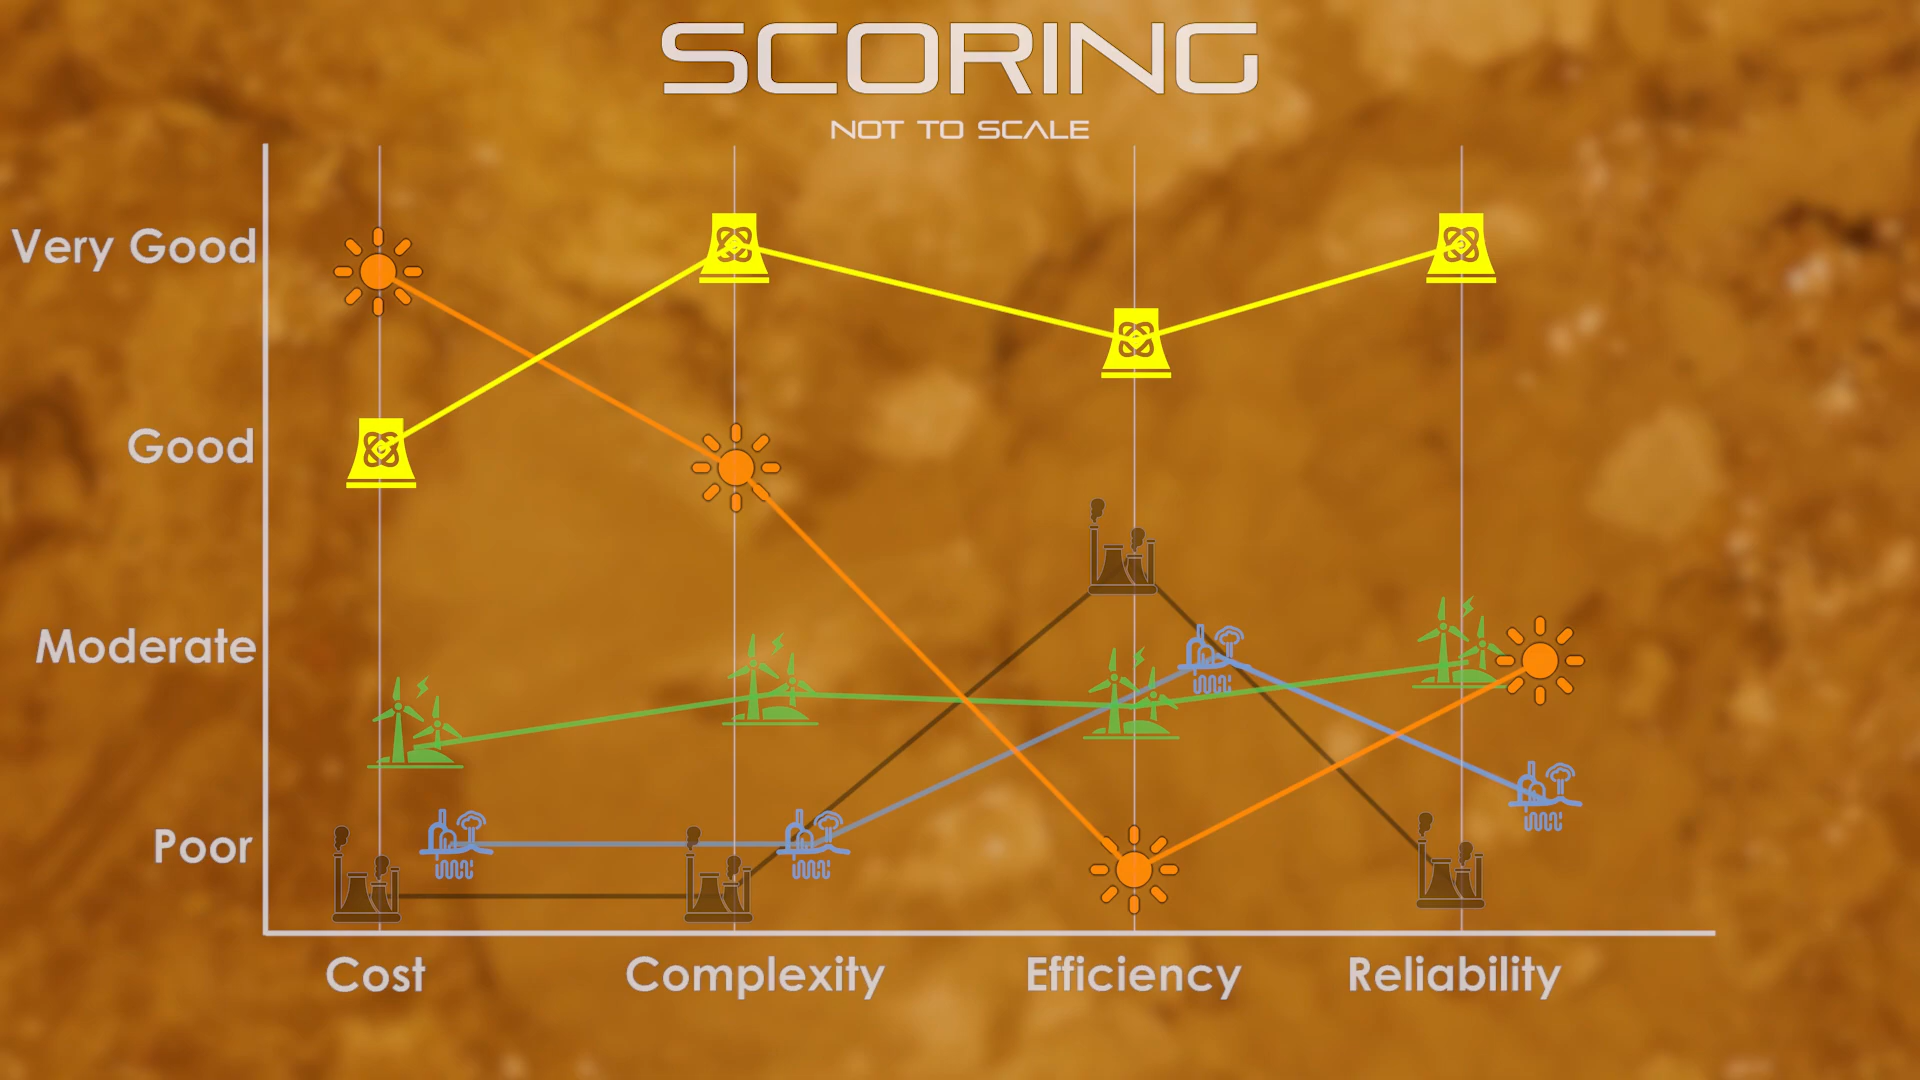 SCORING
NOT TO SCALE
Very Good
Good
Moderate
Poor
Cost
Complexity
Efficiency
Reliability